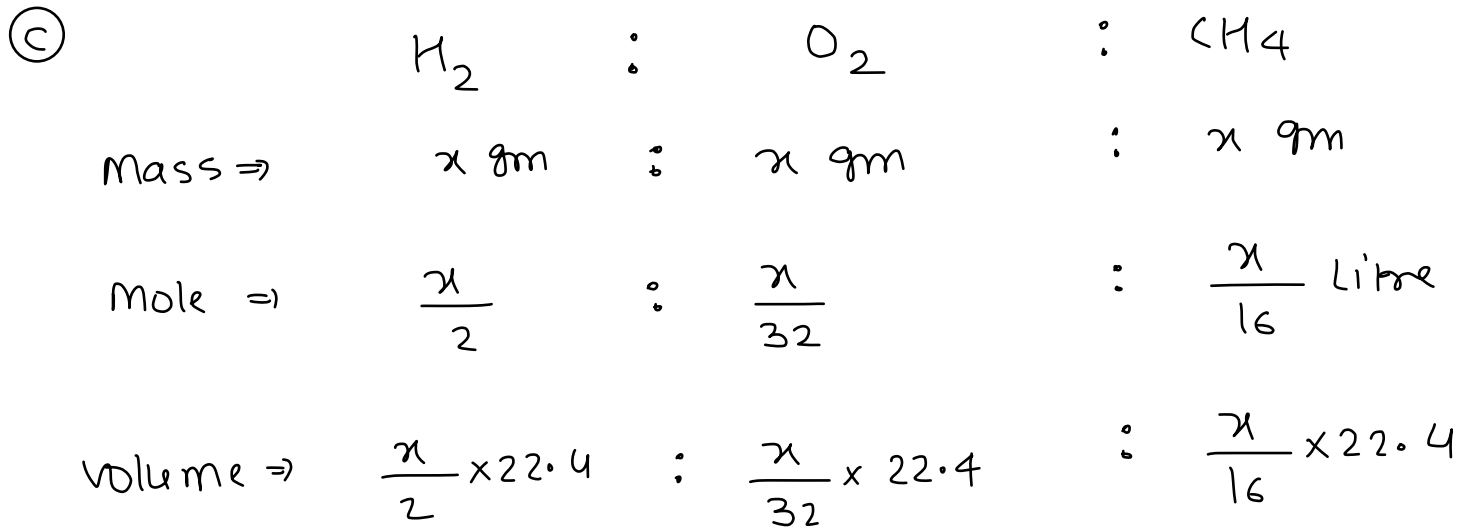 Ⓒ H₂ : O₂ : CH4
Mass ⇒ x gm : x gm : x gm
Mole ⇒ x/2 : x/32 : x/16 Litre
Volume ⇒ x/2 × 22.4 : x/32 × 22.4 : x/16 × 22.4